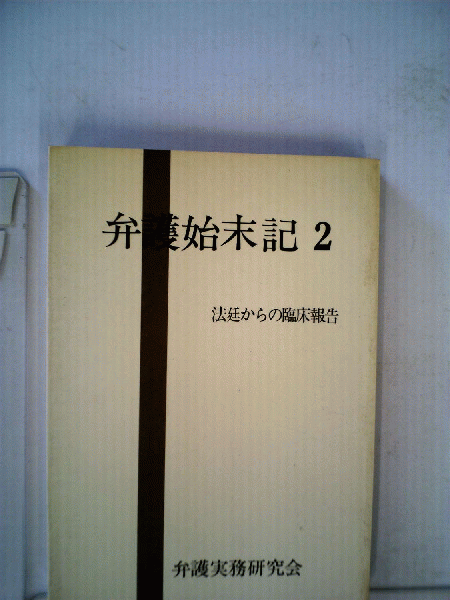 弁護始末記 2
法廷からの臨床報告
弁護実務研究会